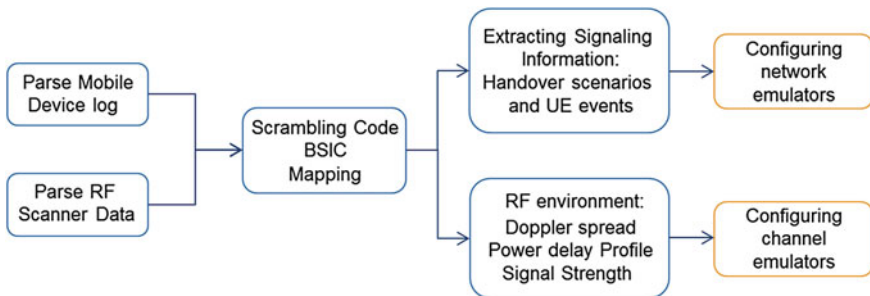 Parse Mobile
Device log
Parse RF
Scanner Data
Scrambling Code
BSIC
Mapping
Extracting Signaling
Information:
Handover scenarios
and UE events
RF environment:
Doppler spread
Power delay Profile
Signal Strength
Configuring
network
emulators
Configuring
channel
emulators